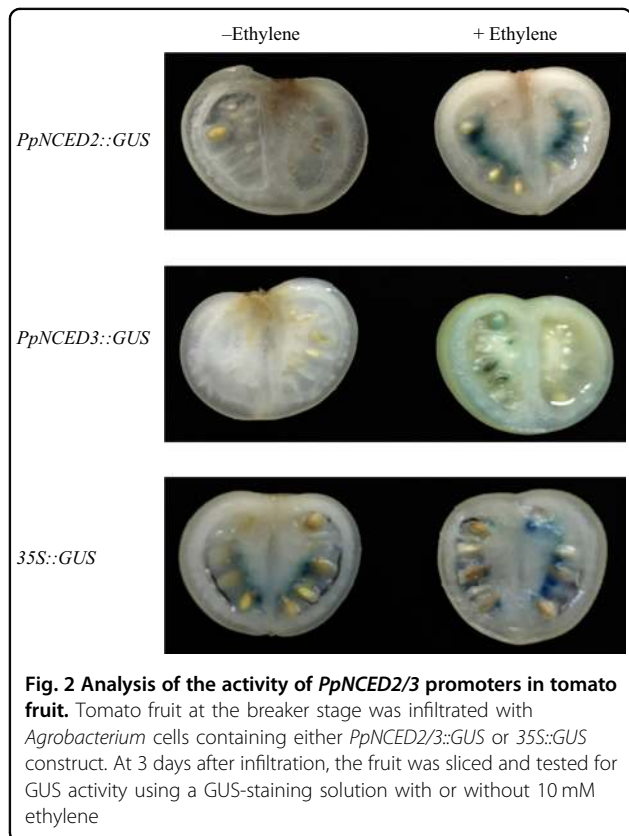 –Ethylene + Ethylene
PpNCED2::GUS
PpNCED3::GUS
35S::GUS
Fig. 2 Analysis of the activity of PpNCED2/3 promoters in tomato
fruit. Tomato fruit at the breaker stage was infiltrated with
Agrobacterium cells containing either PpNCED2/3::GUS or 35S::GUS
construct. At 3 days after infiltration, the fruit was sliced and tested for
GUS activity using a GUS-staining solution with or without 10 mM
ethylene